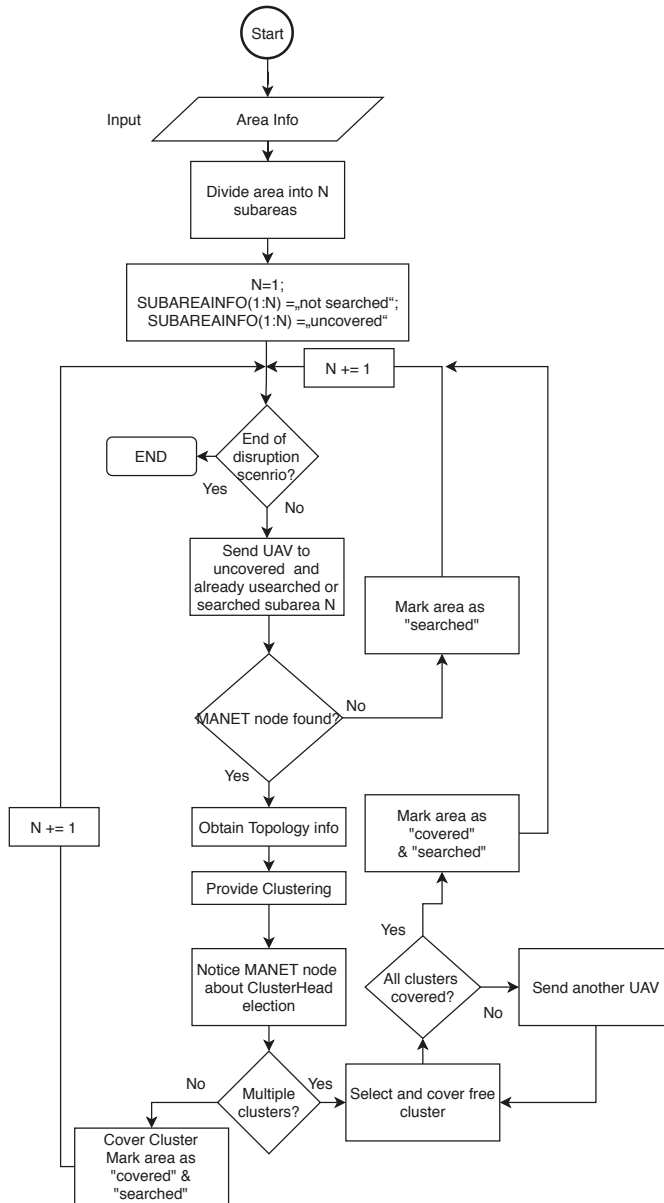 Start
Input
Area Info
Divide area into N
subareas
N=1;
SUBAREAINFO(1:N) =„not searched“;
SUBAREAINFO(1:N) =„uncovered“
N += 1
End of
disruption
scenrio?
END
Yes
No
Send UAV to
uncovered and
already usearched or
searched subarea N
Mark area as
"searched"
MANET node found?
No
Yes
N += 1
Obtain Topology info
Mark area as
"covered"
& "searched"
Provide Clustering
Yes
Notice MANET node
about ClusterHead
election
All clusters
covered?
No
Send another UAV
No
Multiple
clusters?
Yes
Select and cover free
cluster
Cover Cluster
Mark area as
"covered" &
"searched"